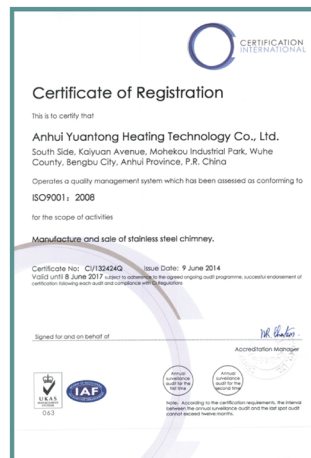 CERTIFICATION
INTERNATIONAL
Certificate of Registration
This is to certify that
Anhui Yuantong Heating Technology Co., Ltd.
South Side, Kaiyuan Avenue, Mohekou Industrial Park, Wuhe
County, Bengbu City, Anhui Province, P.R. China
Operates a quality management system which has been assessed as conforming to
ISO9001: 2008
for the scope of activities
Manufacture and sale of stainless steel chimney.
Certificate No: CI/132424Q Issue Date: 9 June 2014
Valid until 8 June 2017 subject to adherence to the agreed ongoing audit programme, successful endorsement of
certification following each audit and compliance with CI Regulations
Signed for and on behalf of
Accreditation Manager
Annual
surveillance
audit for the
first time
Annual
surveillance
audit for the
second time
UKAS
MANAGEMENT
SYSTEMS
063
IAF
Note: According to the certification requirements, the interval
between the annual surveillance audit and the last spot audit
cannot exceed twelve months.